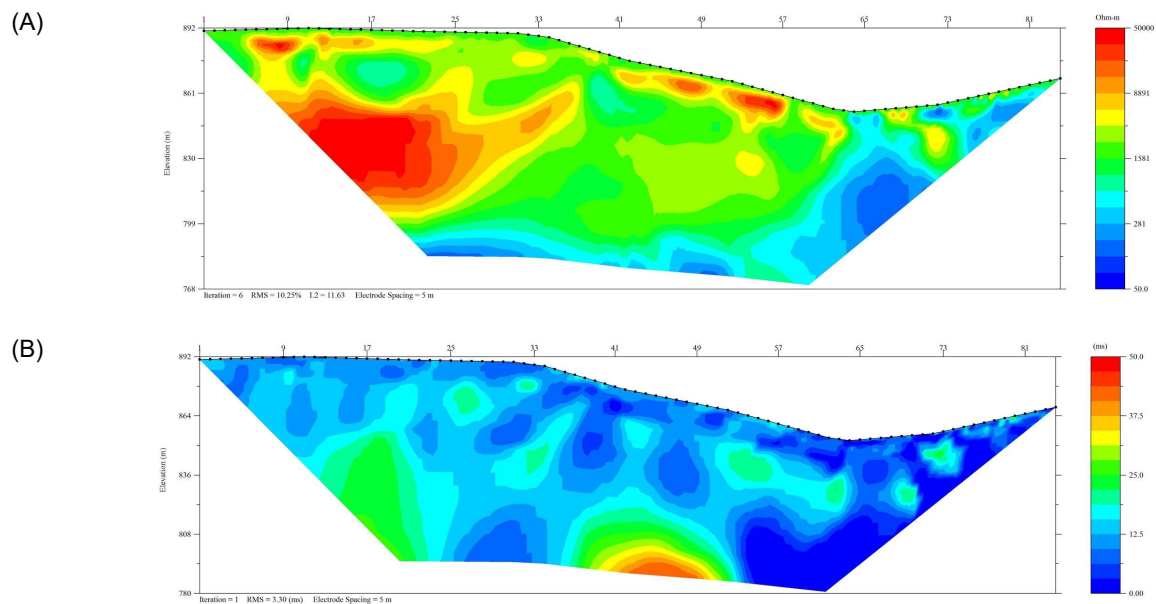 (A)
1 9 17 25 33 41 49 57 65 73 81
Ohm-m
892
861
830
799
768
Elevation (m)
50000
8891
1581
281
50.0
Iteration = 6 RMS = 10.25% L2 = 11.63 Electrode Spacing = 5 m
(B)
1 9 17 25 33 41 49 57 65 73 81
(ms)
892
864
836
808
780
Elevation (m)
50.0
37.5
25.0
12.5
0.00
Iteration = 1 RMS = 3.30 (ms) Electrode Spacing = 5 m